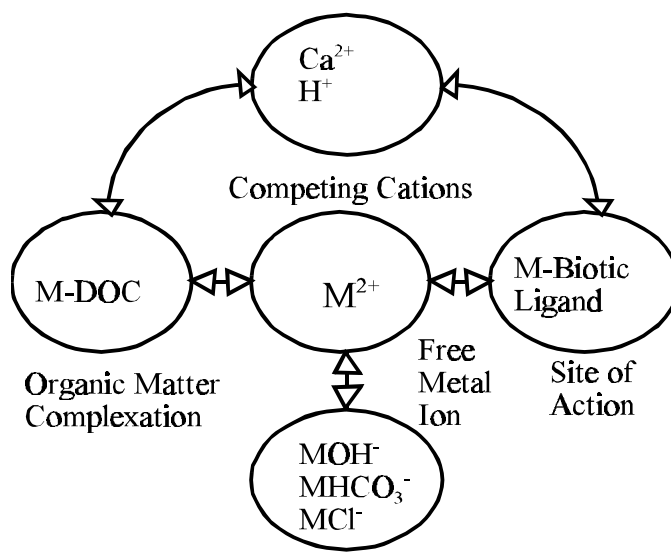 Ca²⁺
H⁺
Competing Cations
M-DOC
M²⁺
M-Biotic
Ligand
Organic Matter
Complexation
Free
Metal
Ion
Site of
Action
MOH⁻
MHCO₃⁻
MCl⁻